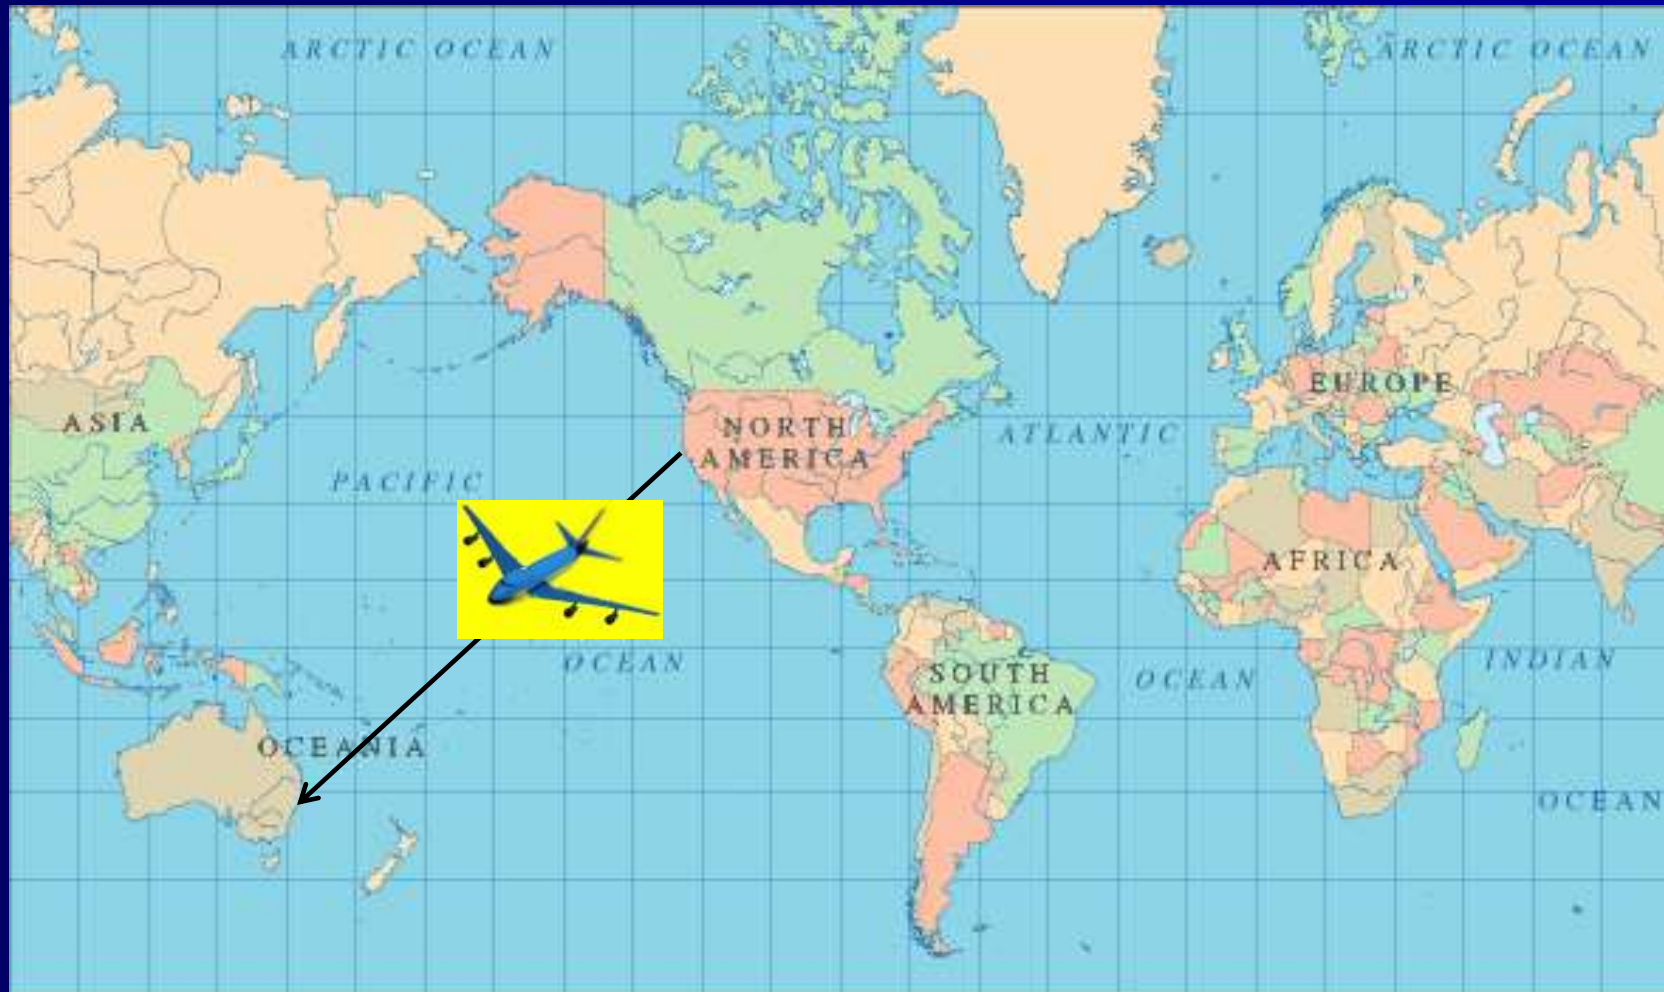 ARCTIC OCEAN
ARCTIC OCEAN
ASIA
NORTH
AMERICA
EUROPE
ATLANTIC
PACIFIC
AFRICA
OCEAN
SOUTH
AMERICA
OCEAN
INDIAN
OCEANIA
OCEAN